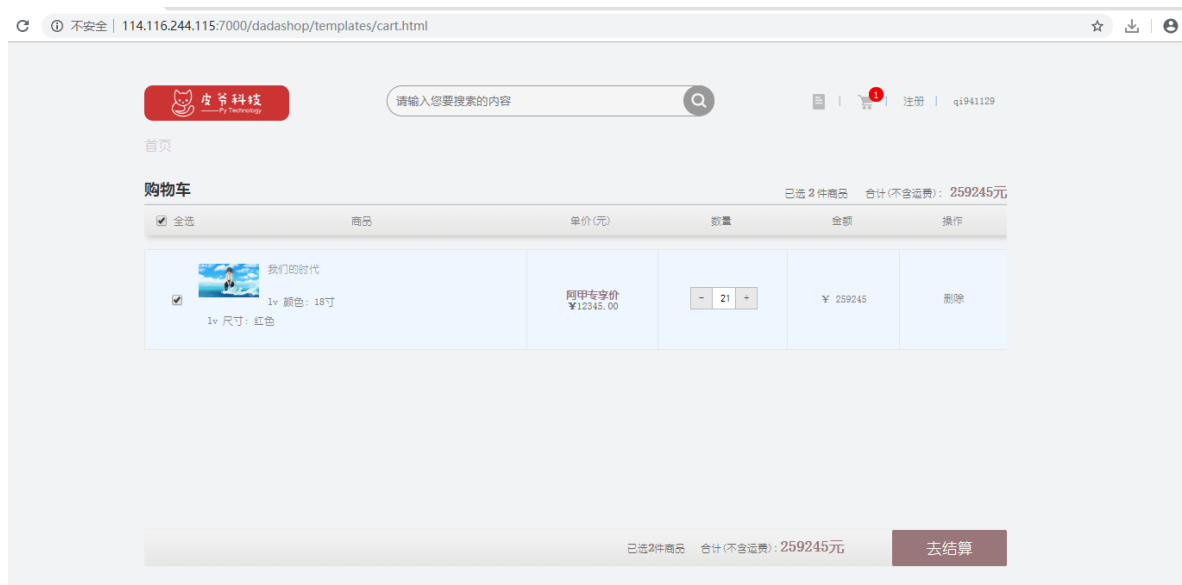 不安全 | 114.116.244.115:7000/dadashop/templates/cart.html
皮爷科技
Py Technology
请输入您要搜索的内容
1
注册
qi941129
首页
购物车
已选 2 件商品 合计(不含运费): 259245元
全选 商品 单价(元) 数量 金额 操作
我们的时代
lv 颜色: 18寸
lv 尺寸: 红色
阿甲专享价
¥12345.00
- 21 +
¥ 259245
删除
已选2件商品 合计(不含运费): 259245元
去结算